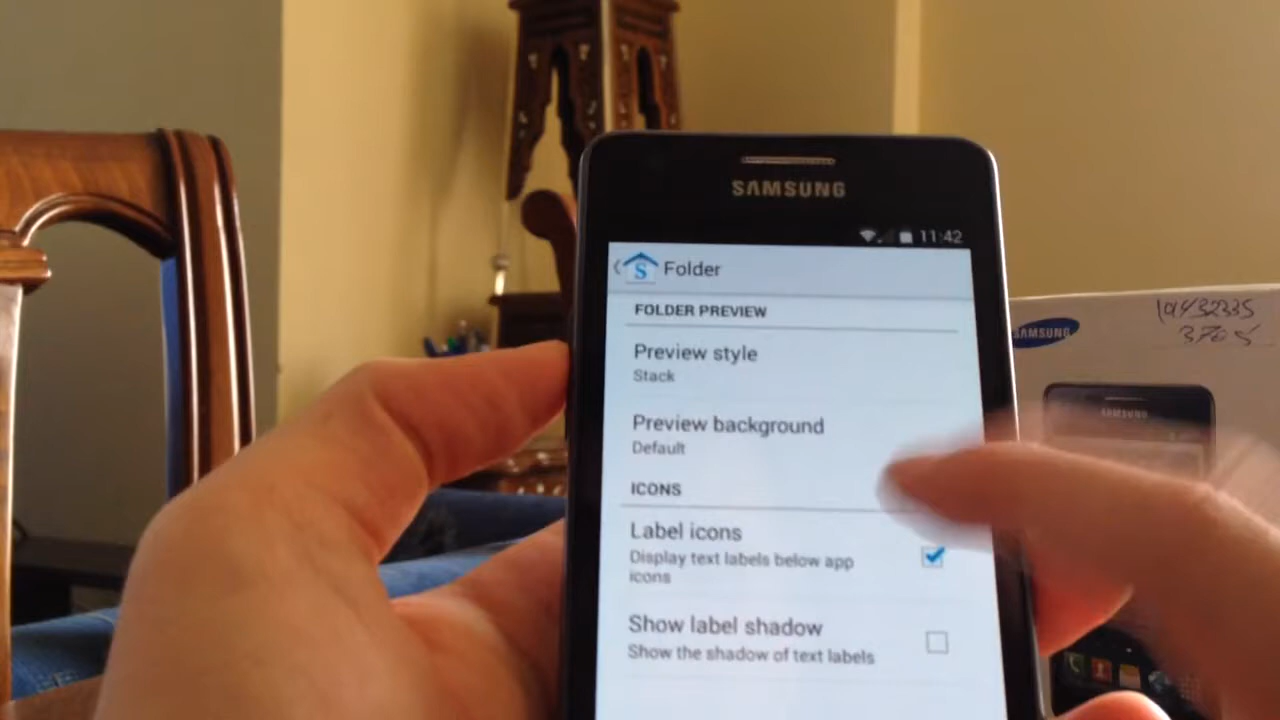 SAMSUNG
11:42
S
Folder
FOLDER PREVIEW
Preview style
Stack
Preview background
Default
ICONS
Label icons
Display text labels below app
icons
Show label shadow
Show the shadow of text labels
SAMSUNG
SAMSUNG